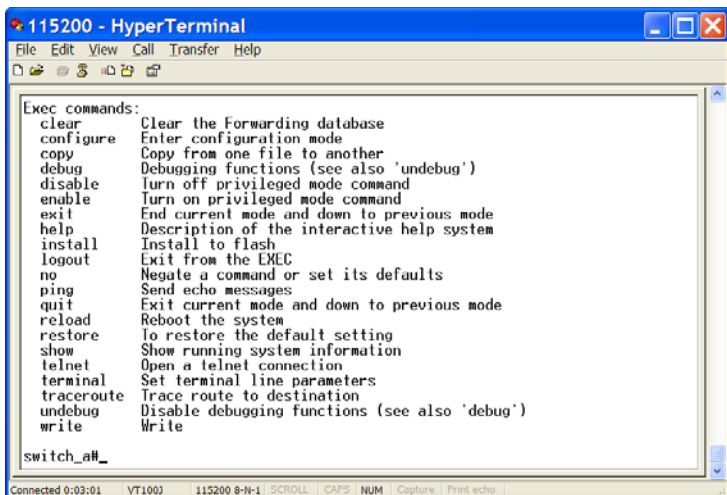 115200 - HyperTerminal
File Edit View Call Transfer Help
Exec commands:
clear Clear the Forwarding database
configure Enter configuration mode
copy Copy from one file to another
debug Debugging functions (see also 'undebug')
disable Turn off privileged mode command
enable Turn on privileged mode command
exit End current mode and down to previous mode
help Description of the interactive help system
install Install to flash
logout Exit from the EXEC
no Negate a command or set its defaults
ping Send echo messages
quit Exit current mode and down to previous mode
reload Reboot the system
restore To restore the default setting
show Show running system information
telnet Open a telnet connection
terminal Set terminal line parameters
traceroute Trace route to destination
undebug Disable debugging functions (see also 'debug')
write Write
switch_a#_
Connected 0:03:01 VT100J 115200 8-N-1 SCROLL CAPS NUM Capture Print echo